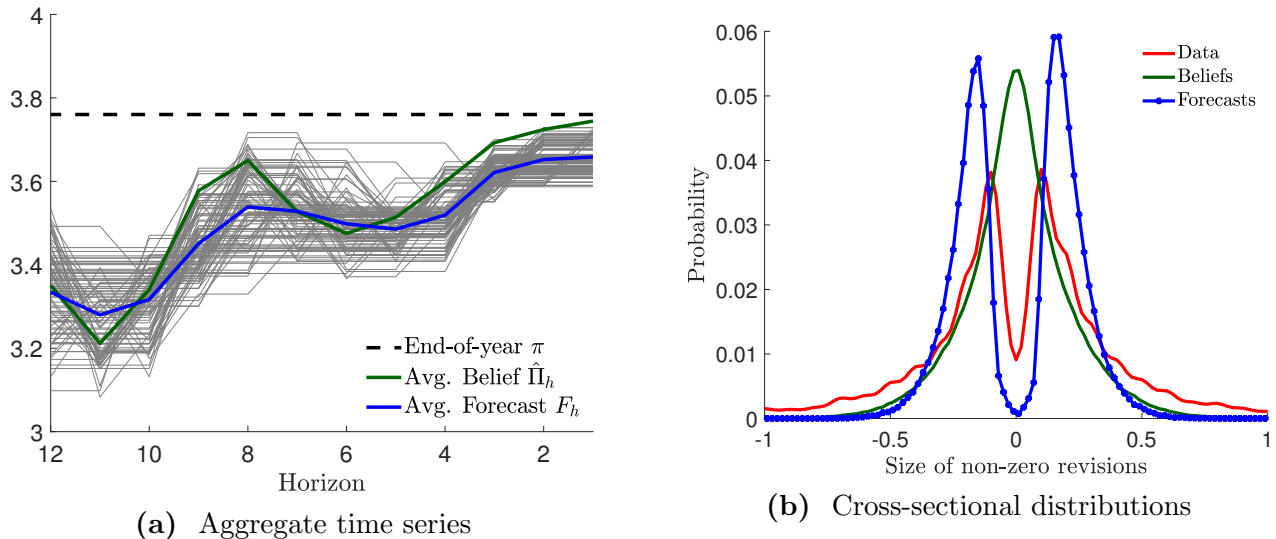 4
3.8
3.6
3.4
3.2
3
12
10
8
6
4
2
Horizon
End-of-year π
Avg. Belief Π̂_h
Avg. Forecast F_h
(a) Aggregate time series
0.06
0.05
0.04
0.03
0.02
0.01
0
Probability
-1
-0.5
0
0.5
1
Size of non-zero revisions
Data
Beliefs
Forecasts
(b) Cross-sectional distributions